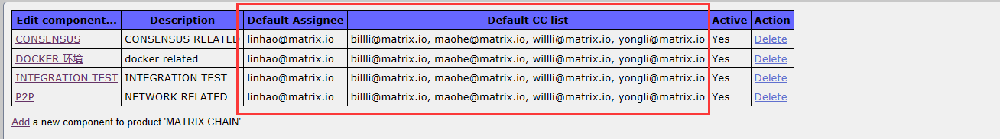 Edit component... Description Default Assignee Default CC list Active Action
CONSENSUS CONSENSUS RELATED linhao@matrix.io billli@matrix.io, maohe@matrix.io, willli@matrix.io, yongli@matrix.io Yes Delete
DOCKER 环境 docker related linhao@matrix.io billli@matrix.io, maohe@matrix.io, willli@matrix.io, yongli@matrix.io Yes Delete
INTEGRATION TEST INTEGRATION TEST linhao@matrix.io billli@matrix.io, maohe@matrix.io, willli@matrix.io, yongli@matrix.io Yes Delete
P2P NETWORK RELATED linhao@matrix.io billli@matrix.io, maohe@matrix.io, willli@matrix.io, yongli@matrix.io Yes Delete
Add a new component to product 'MATRIX CHAIN'